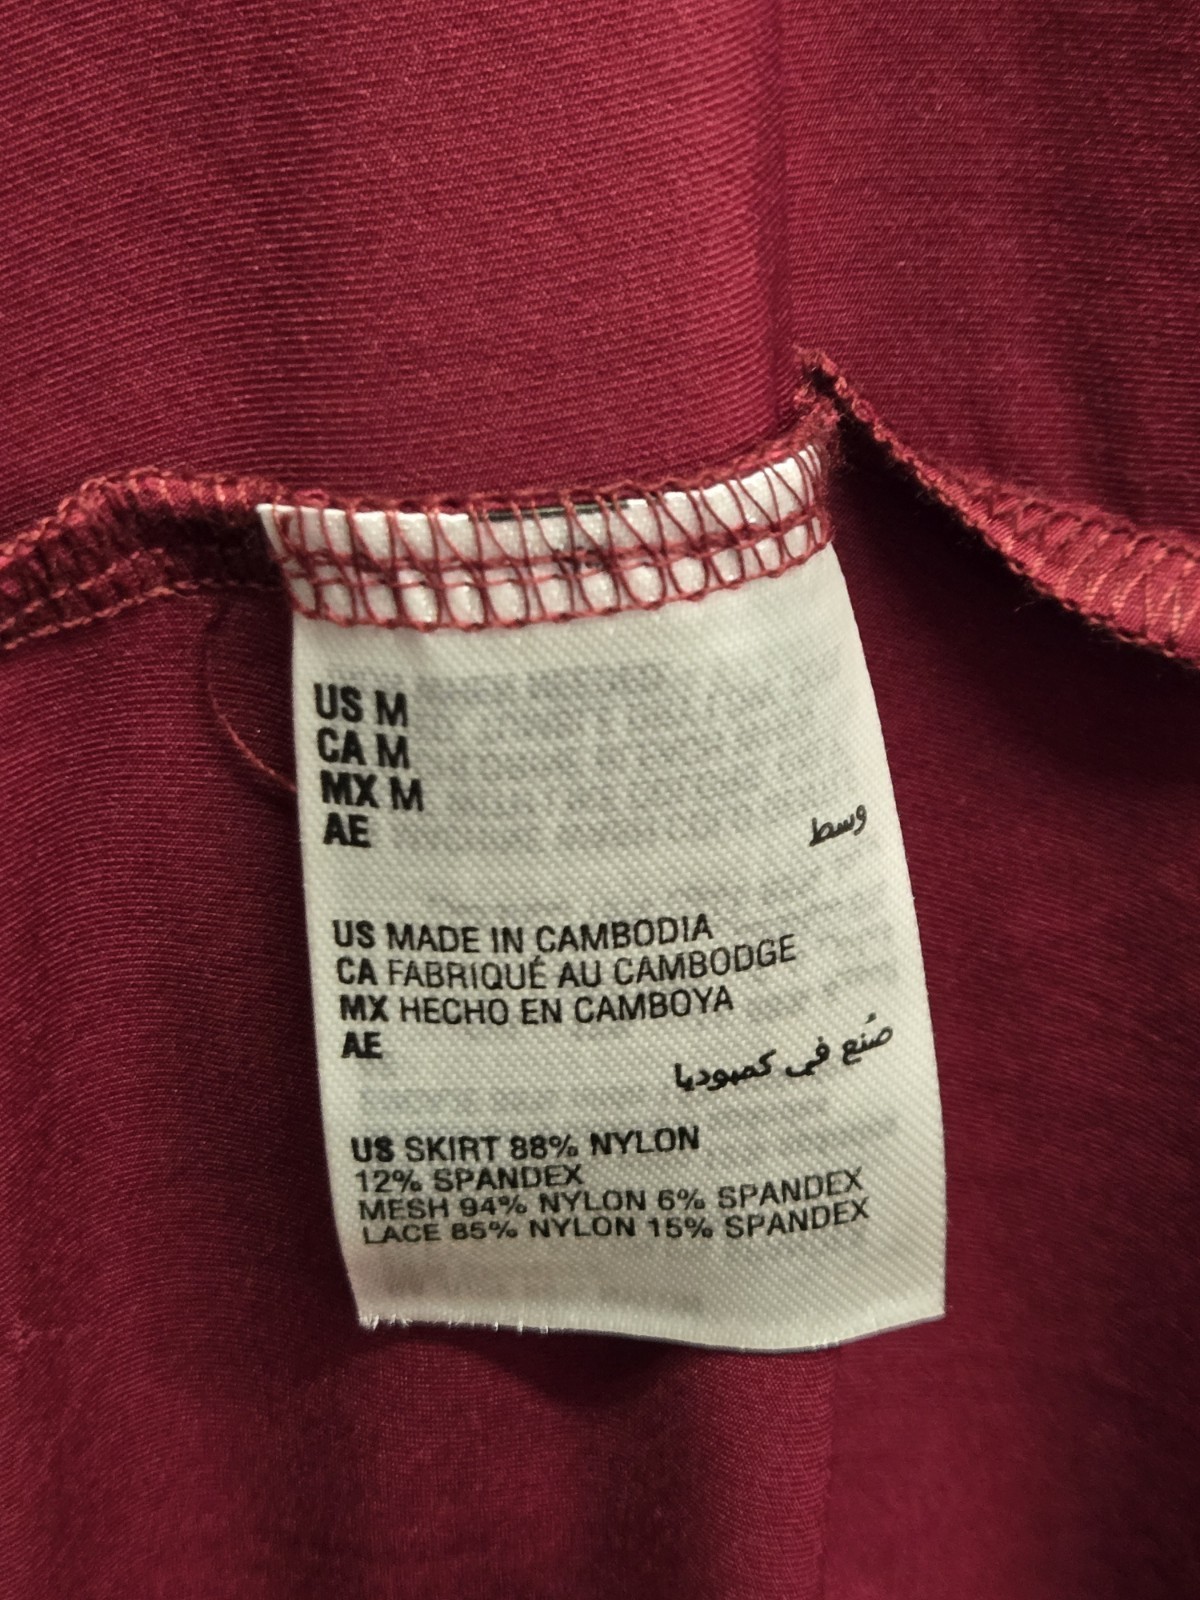 US M
CA M
MX M
AE
وسط
US MADE IN CAMBODIA
CA FABRIQUÉ AU CAMBODGE
MX HECHO EN CAMBOYA
AE
صُنع في كمبوديا
US SKIRT 88% NYLON
12% SPANDEX
MESH 94% NYLON 6% SPANDEX
LACE 85% NYLON 15% SPANDEX